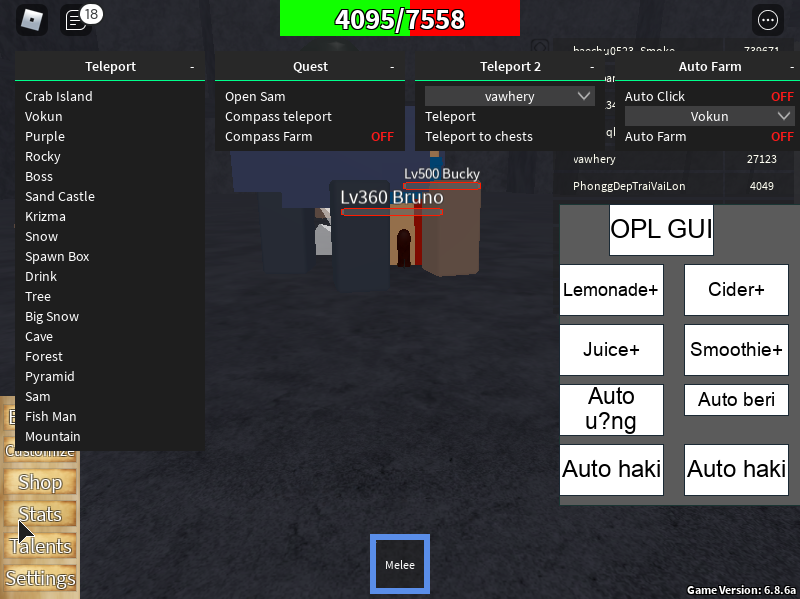 18
4095/7558
Teleport -
Crab Island
Vokun
Purple
Rocky
Boss
Sand Castle
Krizma
Snow
Spawn Box
Drink
Tree
Big Snow
Cave
Forest
Pyramid
Sam
Fish Man
Mountain
Quest -
Open Sam
Compass teleport
Compass Farm OFF
Teleport 2 -
vawhery
Teleport
Teleport to chests
Auto Farm -
Auto Click OFF
Vokun
Auto Farm OFF
vawhery 27123
PhonggDepTraiVaiLon 4049
Lv500 Bucky
Lv360 Bruno
OPL GUI
Lemonade+
Cider+
Juice+
Smoothie+
Auto
u?ng
Auto beri
Auto haki
Auto haki
Customize
Shop
Stats
Talents
Settings
Melee
Game Version: 6.8.6a